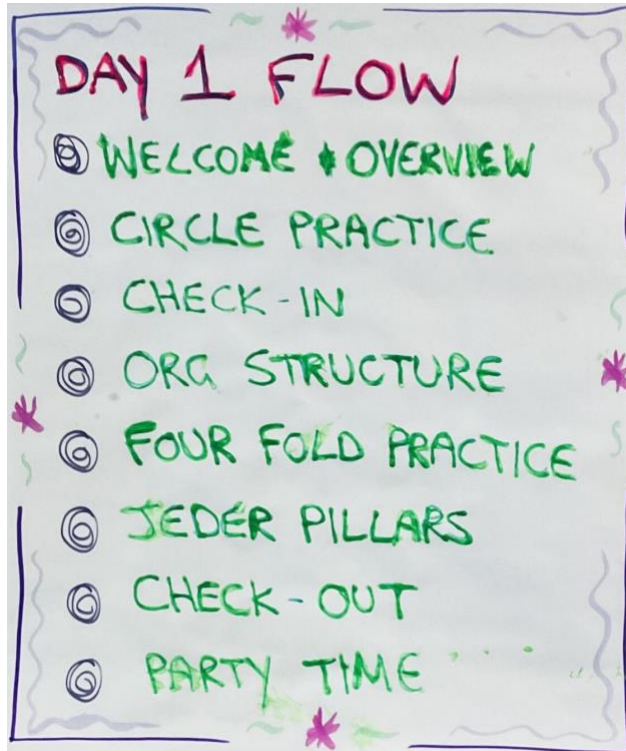 DAY 1 FLOW
WELCOME & OVERVIEW
CIRCLE PRACTICE
CHECK-IN
ORG STRUCTURE
FOUR FOLD PRACTICE
JEDER PILLARS
CHECK-OUT
PARTY TIME